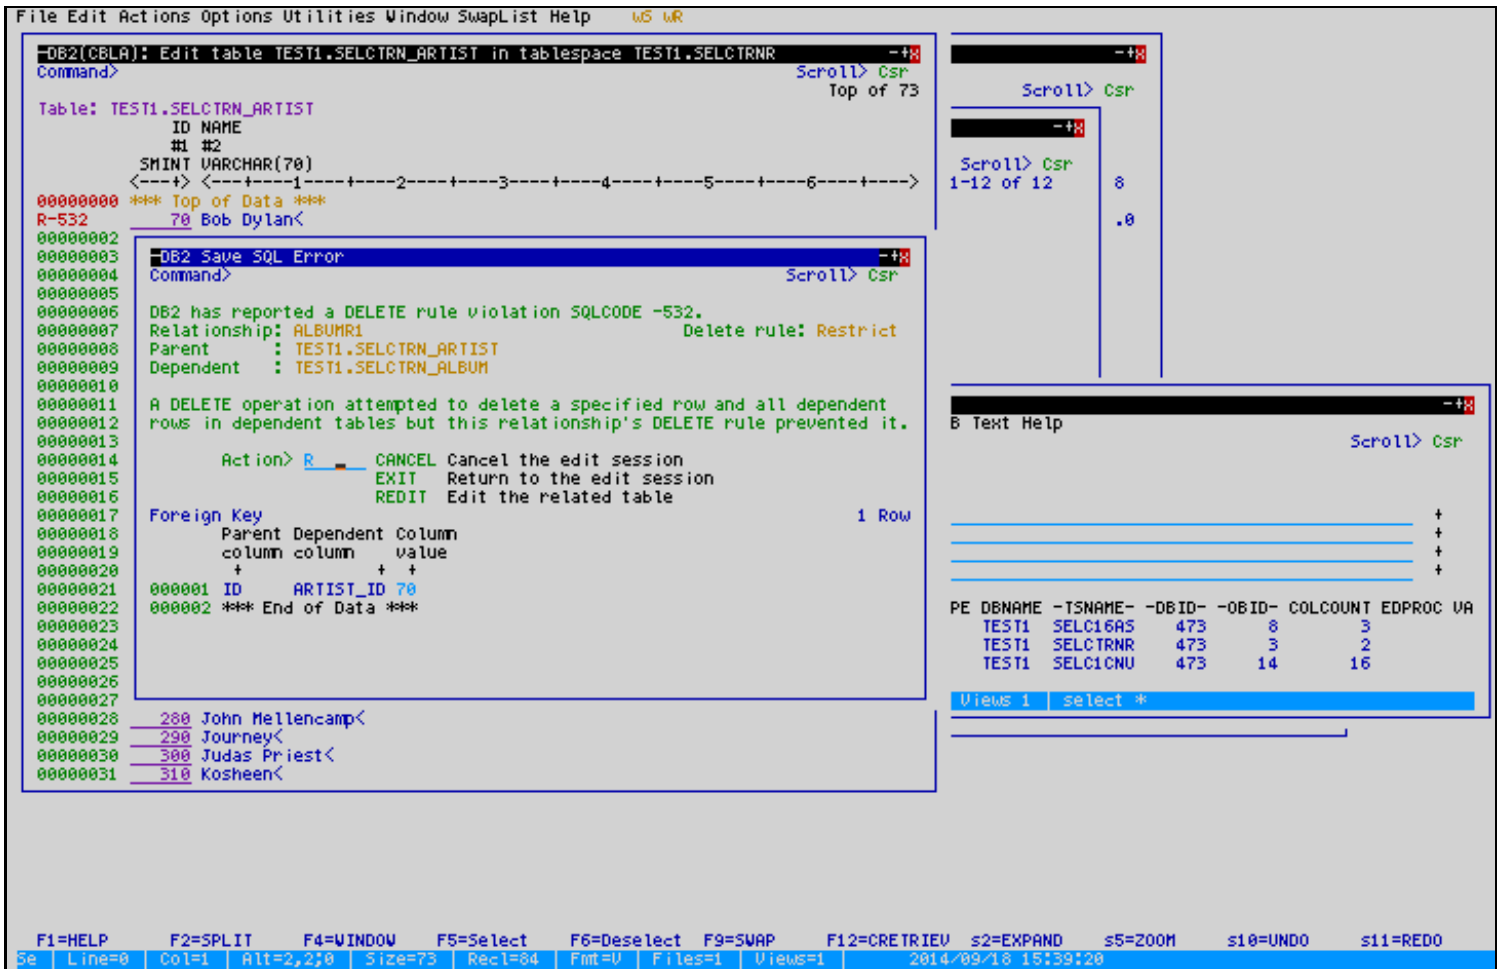 File Edit Actions Options Utilities Window SwapList Help WS WR
DB2(CBLA): Edit table TEST1.SELCTRN_ARTIST in tablespace TEST1.SELCTRNR -+x
Command> Scroll> Csr
Top of 73
Table: TEST1.SELCTRN_ARTIST
ID NAME
#1 #2
SMINT VARCHAR(70)
<---+> <---+----1----+----2----+----3----+----4----+----5----+----6----+---->
00000000 *** Top of Data ***
R-532 70 Bob Dylan<
00000002
00000003
00000004
00000005
00000006
00000007
00000008
00000009
00000010
00000011
00000012
00000013
00000014
00000015
00000016
00000017
00000018
00000019
00000020
00000021
00000022
00000023
00000024
00000025
00000026
00000027
00000028 280 John Mellencamp<
00000029 290 Journey<
00000030 300 Judas Priest<
00000031 310 Kosheen<
DB2 Save SQL Error -+x
Command> Scroll> Csr
DB2 has reported a DELETE rule violation SQLCODE -532.
Relationship: ALBUMR1 Delete rule: Restrict
Parent : TEST1.SELCTRN_ARTIST
Dependent : TEST1.SELCTRN_ALBUM
A DELETE operation attempted to delete a specified row and all dependent
rows in dependent tables but this relationship's DELETE rule prevented it.
Action> R CANCEL Cancel the edit session
EXIT Return to the edit session
REDIT Edit the related table
Foreign Key 1 Row
Parent Dependent Column
column column value
+ + +
000001 ID ARTIST_ID 70
000002 *** End of Data ***
-+x
Scroll> Csr
-+x
Scroll> Csr
1-12 of 12 8
.0
-+x
B Text Help
Scroll> Csr
+
+
+
+
PE DBNAME -TSNAME- -DBID- -OBID- COLCOUNT EDPROC VA
TEST1 SELC16AS 473 8 3
TEST1 SELCTRNR 473 3 2
TEST1 SELC1CNU 473 14 16
Views 1 | select *
F1=HELP F2=SPLIT F4=WINDOW F5=Select F6=Deselect F9=SWAP F12=CRETRIEV s2=EXPAND s5=ZOOM s10=UNDO s11=REDO
Se | Line=0 | Col=1 | Alt=2,2;0 | Size=73 | Recl=84 | Fmt=V | Files=1 | Views=1 | 2014/09/18 15:39:20